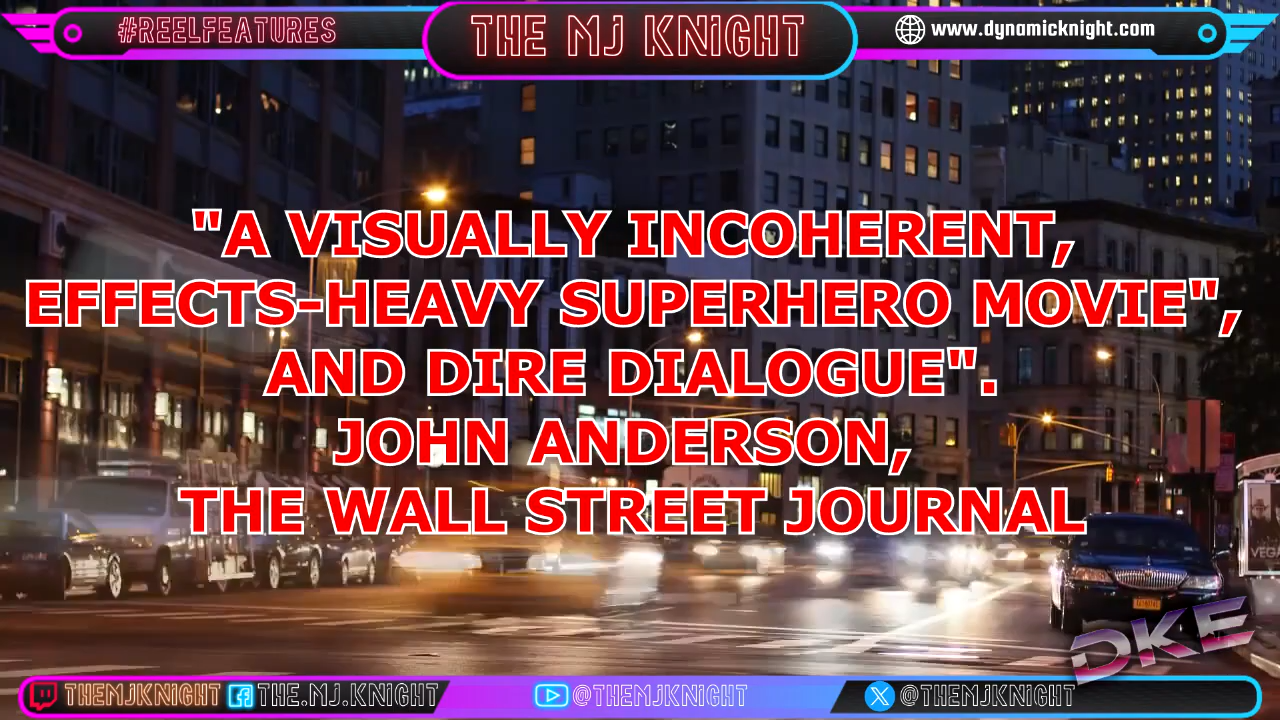 #REELFEATURES
THE MJ KNIGHT
www.dynamicknight.com
"A VISUALLY INCOHERENT,
EFFECTS-HEAVY SUPERHERO MOVIE",
AND DIRE DIALOGUE".
JOHN ANDERSON,
THE WALL STREET JOURNAL
VEGA
DKE
THEMJKNIGHT
THE.MJ.KNIGHT
@THEMJKNIGHT
@THEMJKNIGHT